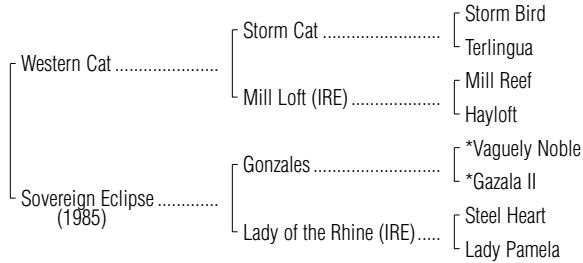 Storm Bird
Storm Cat ........................
Terlingua
Western Cat .....................
Mill Reef
Mill Loft (IRE) ..................
Hayloft
*Vaguely Noble
Gonzales ..........................
*Gazala II
Sovereign Eclipse .............
(1985)
Steel Heart
Lady of the Rhine (IRE).....
Lady Pamela